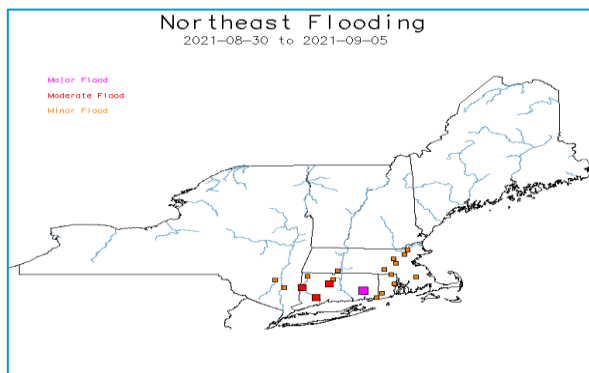 Northeast Flooding
2021-08-30 to 2021-09-05
Major Flood
Moderate Flood
Minor Flood